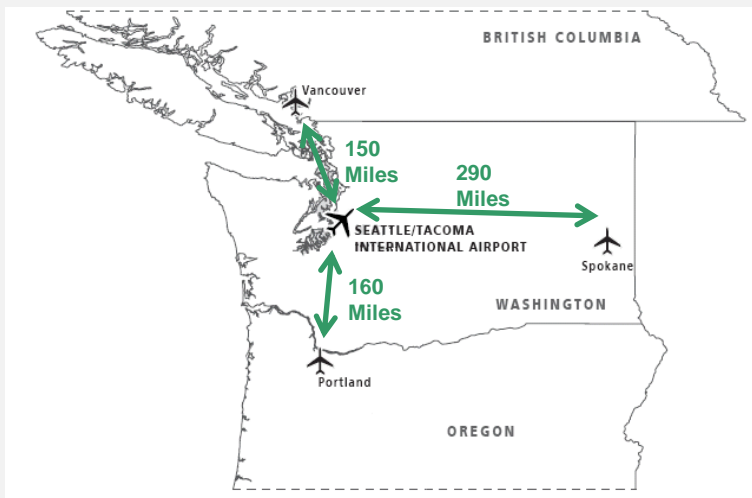 BRITISH COLUMBIA
Vancouver
150
Miles
290
Miles
SEATTLE/TACOMA
INTERNATIONAL AIRPORT
Spokane
160
Miles
WASHINGTON
Portland
OREGON